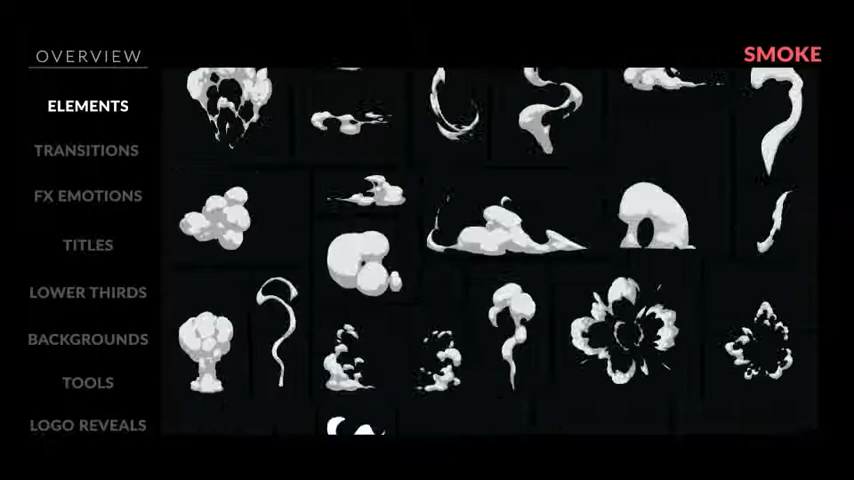 OVERVIEW
SMOKE
ELEMENTS
TRANSITIONS
FX EMOTIONS
TITLES
LOWER THIRDS
BACKGROUNDS
TOOLS
LOGO REVEALS